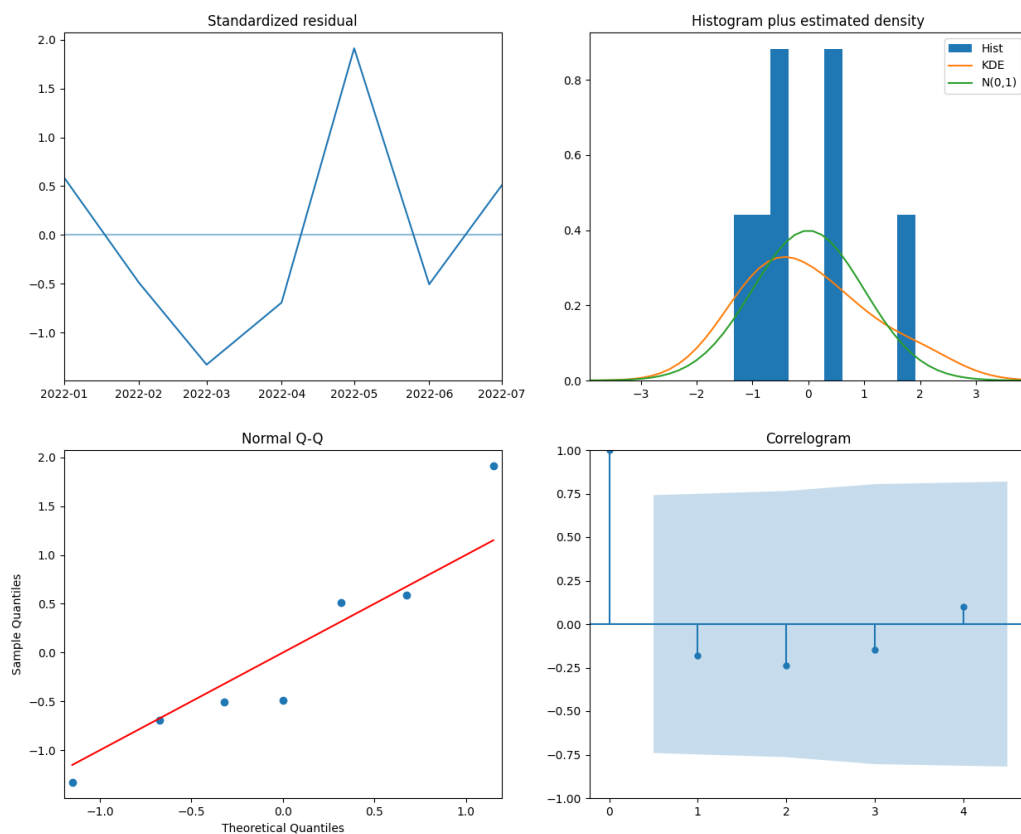 Standardized residual
2.0
1.5
1.0
0.5
0.0
−0.5
−1.0
2022-01 2022-02 2022-03 2022-04 2022-05 2022-06 2022-07
Histogram plus estimated density
Hist
KDE
N(0,1)
0.8
0.6
0.4
0.2
0.0
−3 −2 −1 0 1 2 3
Normal Q-Q
Sample Quantiles
2.0
1.5
1.0
0.5
0.0
−0.5
−1.0
−1.0 −0.5 0.0 0.5 1.0
Theoretical Quantiles
Correlogram
1.00
0.75
0.50
0.25
0.00
−0.25
−0.50
−0.75
−1.00
0 1 2 3 4